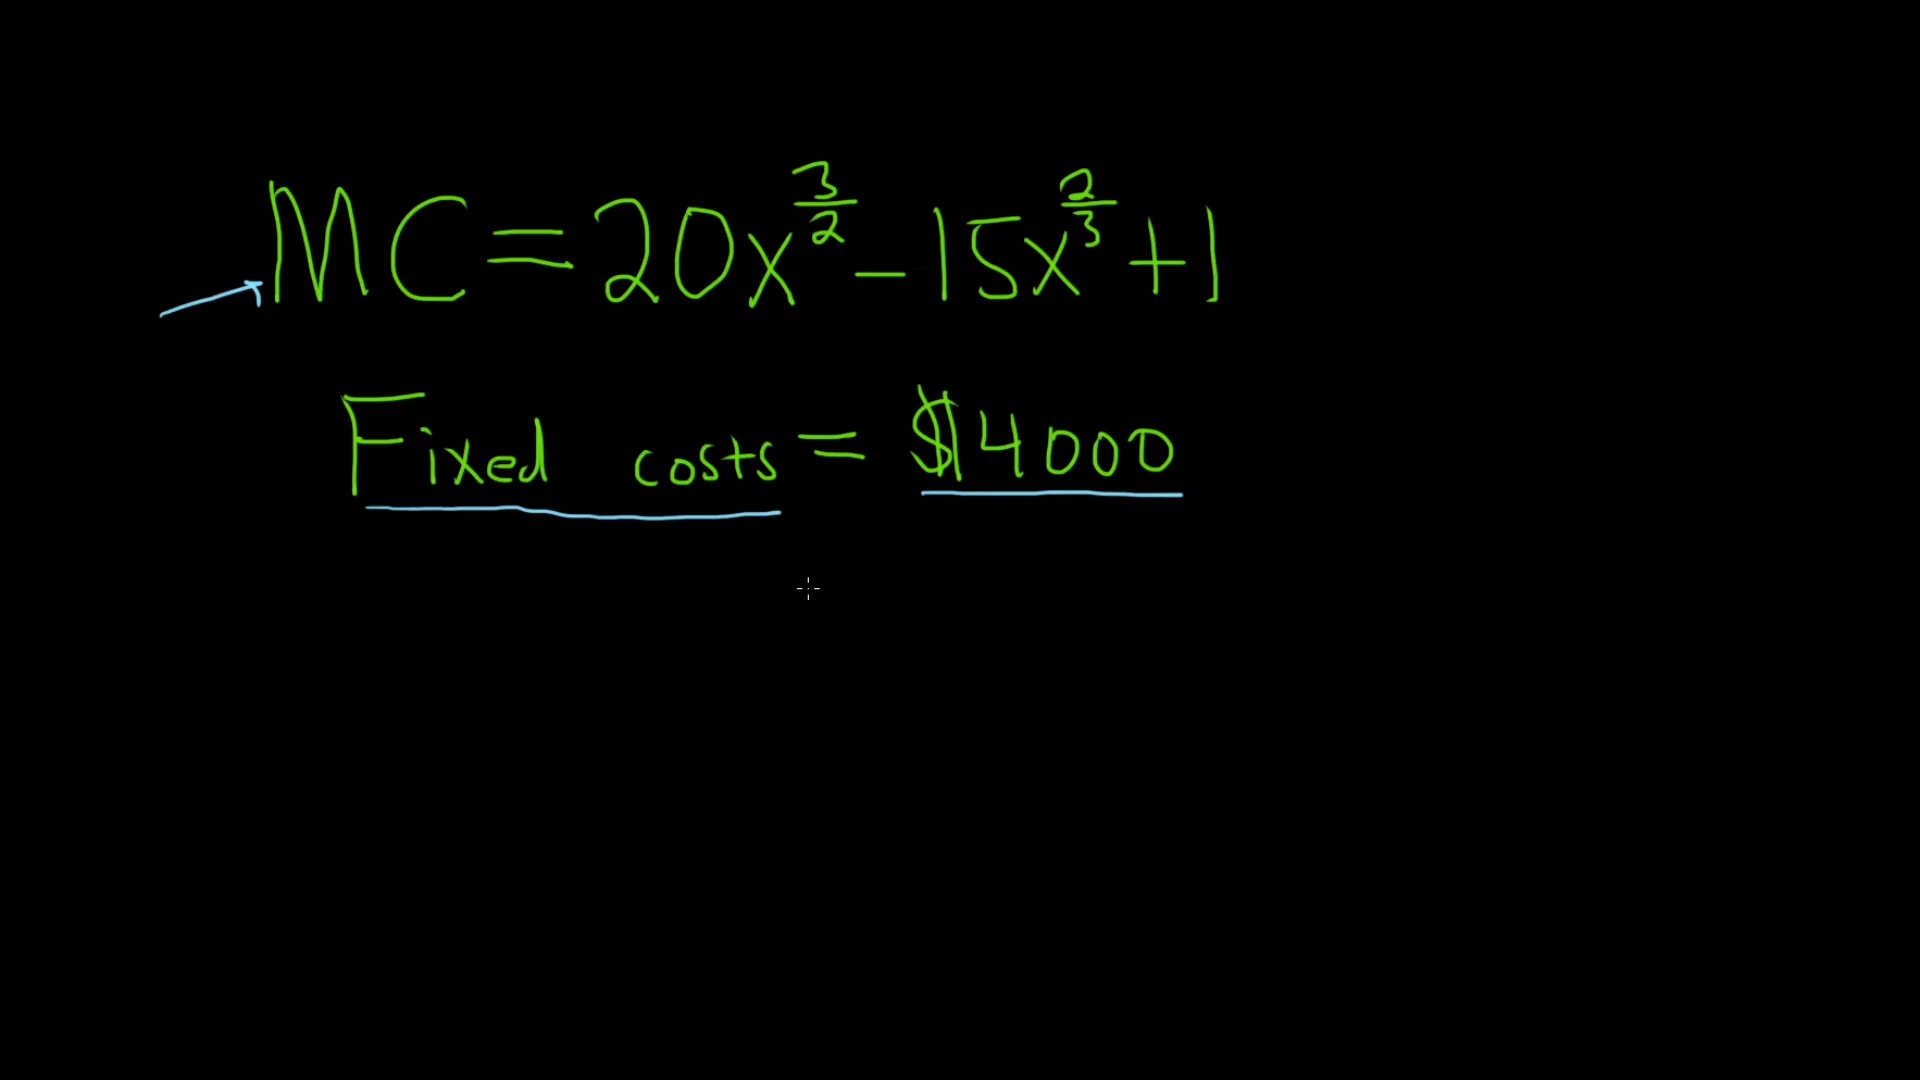 MC = 20x^{3/2} - 15x^{2/3} + 1
Fixed costs = $4000